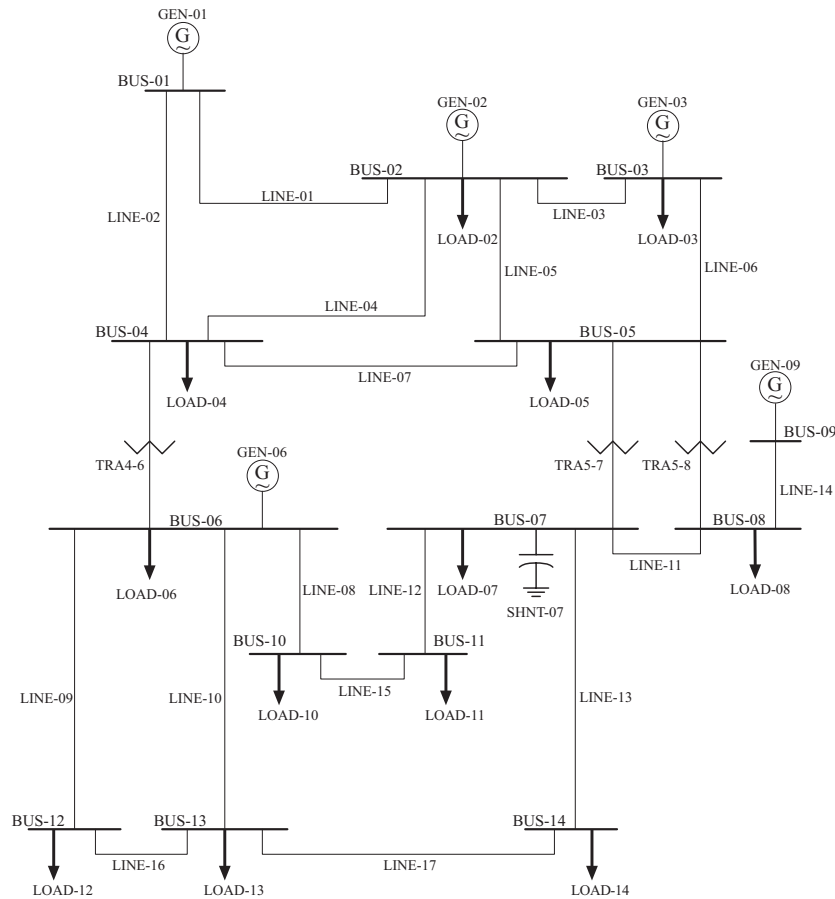 GEN-01
G
BUS-01
GEN-02
GEN-03
G
G
BUS-02
BUS-03
LINE-01
LINE-02
LINE-03
LOAD-02
LOAD-03
LINE-05
LINE-06
LINE-04
BUS-04
BUS-05
GEN-09
LINE-07
G
LOAD-04
LOAD-05
BUS-09
GEN-06
TRA4-6
TRA5-7
TRA5-8
G
LINE-14
BUS-06
BUS-07
BUS-08
LINE-11
LOAD-06
LINE-08
LINE-12
LOAD-07
LOAD-08
SHNT-07
BUS-10
BUS-11
LINE-15
LINE-09
LINE-10
LINE-13
LOAD-10
LOAD-11
BUS-12
BUS-13
BUS-14
LINE-16
LINE-17
LOAD-12
LOAD-13
LOAD-14